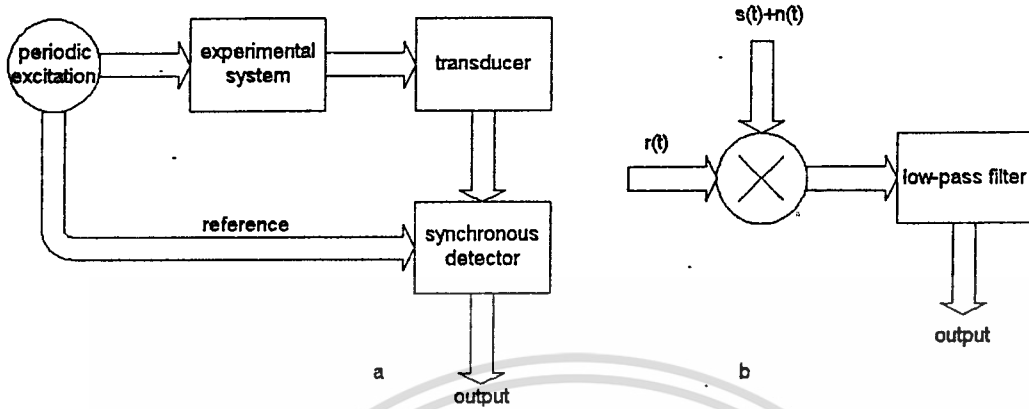 periodic
excitation
experimental
system
transducer
reference
synchronous
detector
output
a
s(t)+n(t)
r(t)
low-pass filter
output
b